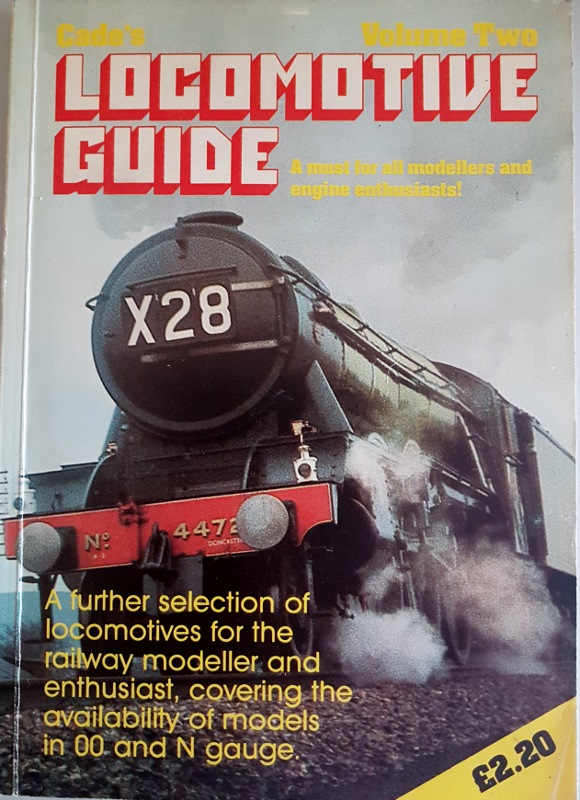 Cade's Volume Two
LOCOMOTIVE
GUIDE
A must for all modellers and
engine enthusiasts!
X28
Nº 4472
DONCASTER
A further selection of
locomotives for the
railway modeller and
enthusiast, covering the
availability of models
in 00 and N gauge.
£2.20